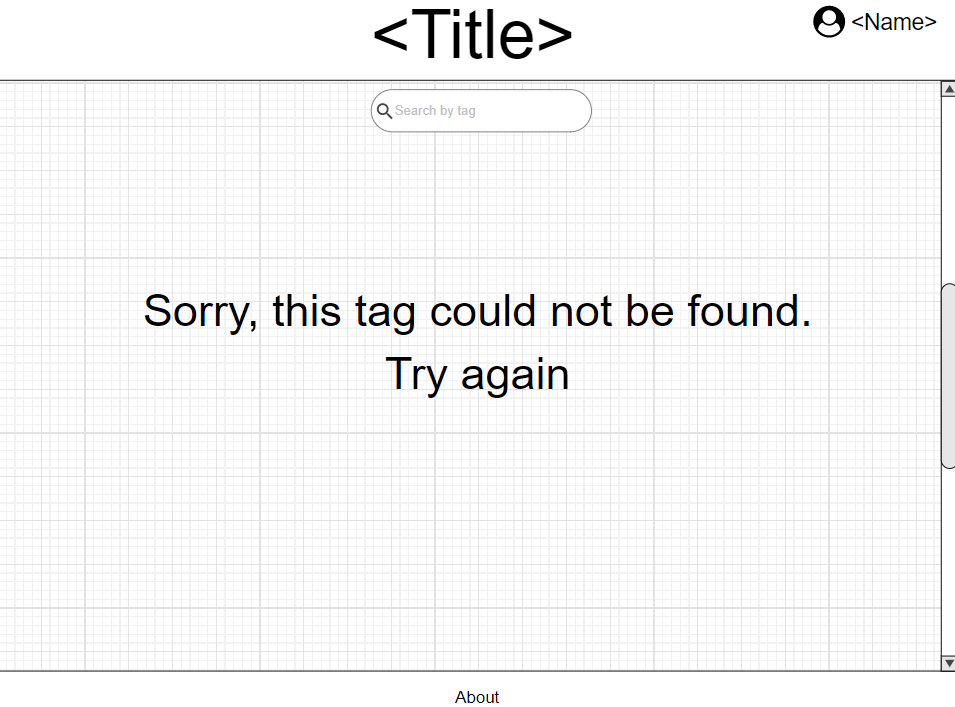 <Title>
<Name>
Search by tag
Sorry, this tag could not be found.
Try again
About